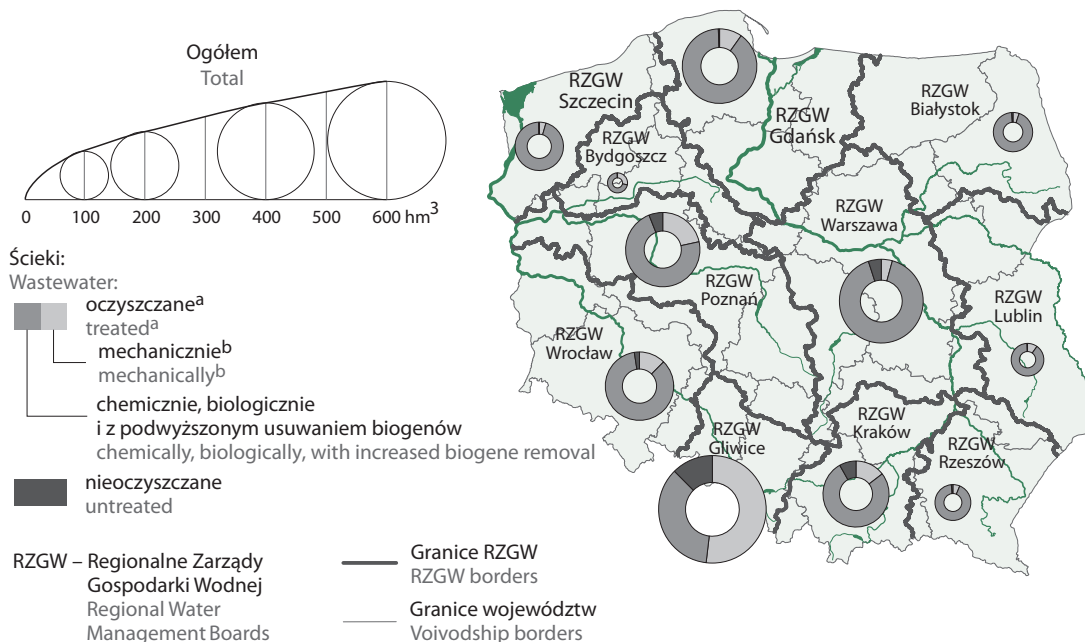 Ogółem
Total
0 100 200 300 400 500 600 hm3
Ścieki:
Wastewater:
oczyszczaneª
treatedª
mechanicznieᵇ
mechanicallyᵇ
chemicznie, biologicznie
i z podwyższonym usuwaniem biogenów
chemically, biologically, with increased biogene removal
nieoczyszczane
untreated
RZGW – Regionalne Zarządy
Gospodarki Wodnej
Regional Water
Management Boards
Granice RZGW
RZGW borders
Granice województw
Voivodship borders
RZGW
Szczecin
RZGW
Bydgoszcz
RZGW
Gdańsk
RZGW
Białystok
RZGW
Warszawa
RZGW
Poznań
RZGW
Lublin
RZGW
Wrocław
RZGW
Gliwice
RZGW
Kraków
RZGW
Rzeszów